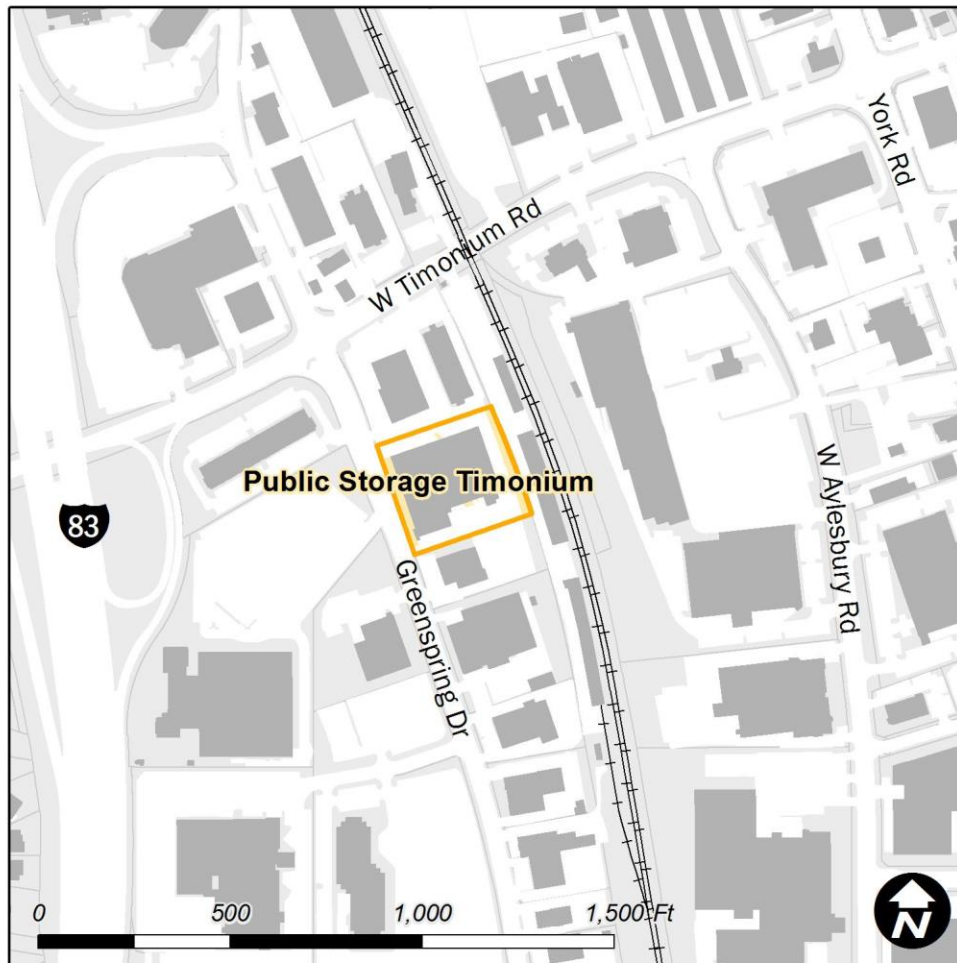 York Rd
W Timonium Rd
Public Storage Timonium
83
W Aylesbury Rd
Greenspring Dr
0 500 1,000 1,500 Ft
N